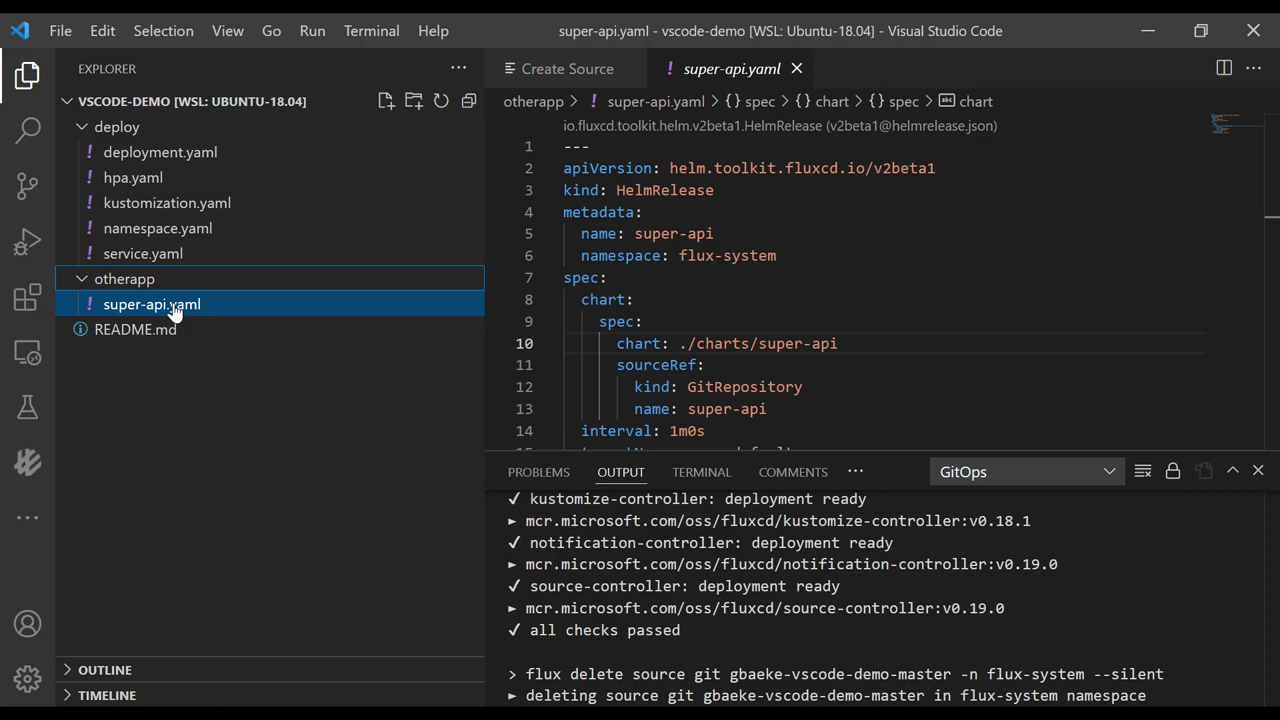 File Edit Selection View Go Run Terminal Help super-api.yaml - vscode-demo [WSL: Ubuntu-18.04] - Visual Studio Code
EXPLORER
VSCODE-DEMO [WSL: UBUNTU-18.04]
deploy
deployment.yaml
hpa.yaml
kustomization.yaml
namespace.yaml
service.yaml
otherapp
super-api.yaml
README.md
OUTLINE
TIMELINE
Create Source super-api.yaml
otherapp > ! super-api.yaml > {} spec > {} chart > {} spec > abc chart
io.fluxcd.toolkit.helm.v2beta1.HelmRelease (v2beta1@helmrelease.json)
1 ---
2 apiVersion: helm.toolkit.fluxcd.io/v2beta1
3 kind: HelmRelease
4 metadata:
5 name: super-api
6 namespace: flux-system
7 spec:
8 chart:
9 spec:
10 chart: ./charts/super-api
11 sourceRef:
12 kind: GitRepository
13 name: super-api
14 interval: 1m0s
PROBLEMS OUTPUT TERMINAL COMMENTS ... GitOps
✓ kustomize-controller: deployment ready
► mcr.microsoft.com/oss/fluxcd/kustomize-controller:v0.18.1
✓ notification-controller: deployment ready
► mcr.microsoft.com/oss/fluxcd/notification-controller:v0.19.0
✓ source-controller: deployment ready
► mcr.microsoft.com/oss/fluxcd/source-controller:v0.19.0
✓ all checks passed
> flux delete source git gbaeke-vscode-demo-master -n flux-system --silent
► deleting source git gbaeke-vscode-demo-master in flux-system namespace